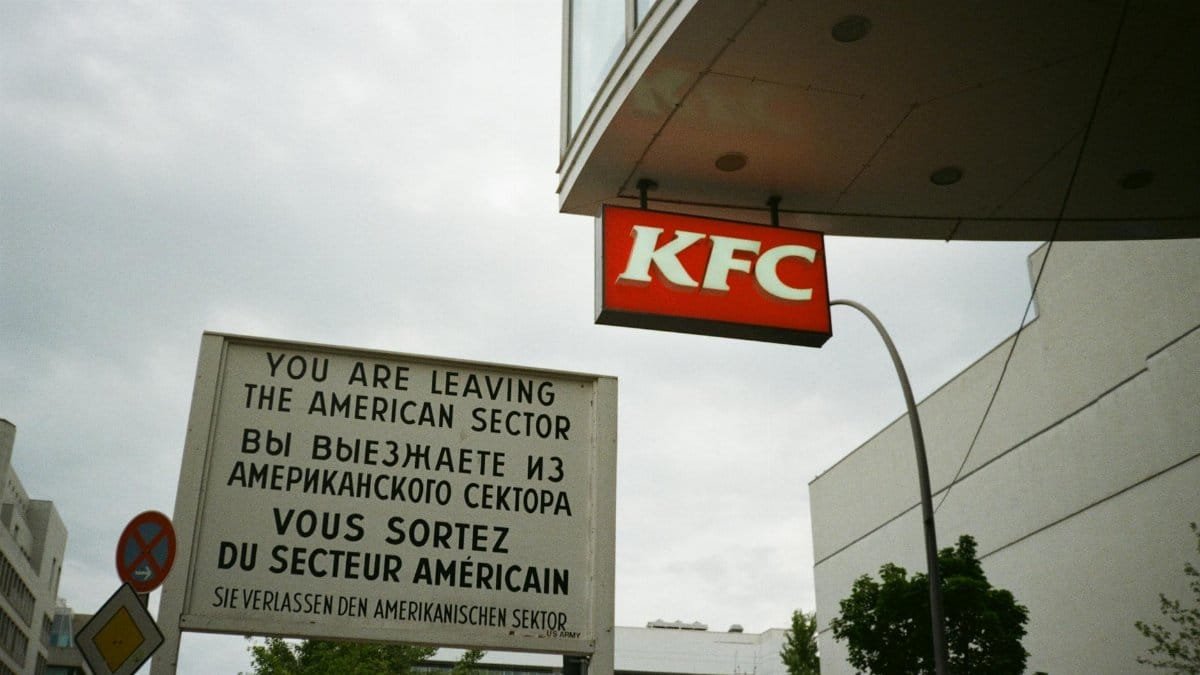 KFC
YOU ARE LEAVING
THE AMERICAN SECTOR
ВЫ ВЫЕЗЖАЕТЕ ИЗ
АМЕРИКАНСКОГО СЕКТОРА
VOUS SORTEZ
DU SECTEUR AMÉRICAIN
SIE VERLASSEN DEN AMERIKANISCHEN SEKTOR
US ARMY